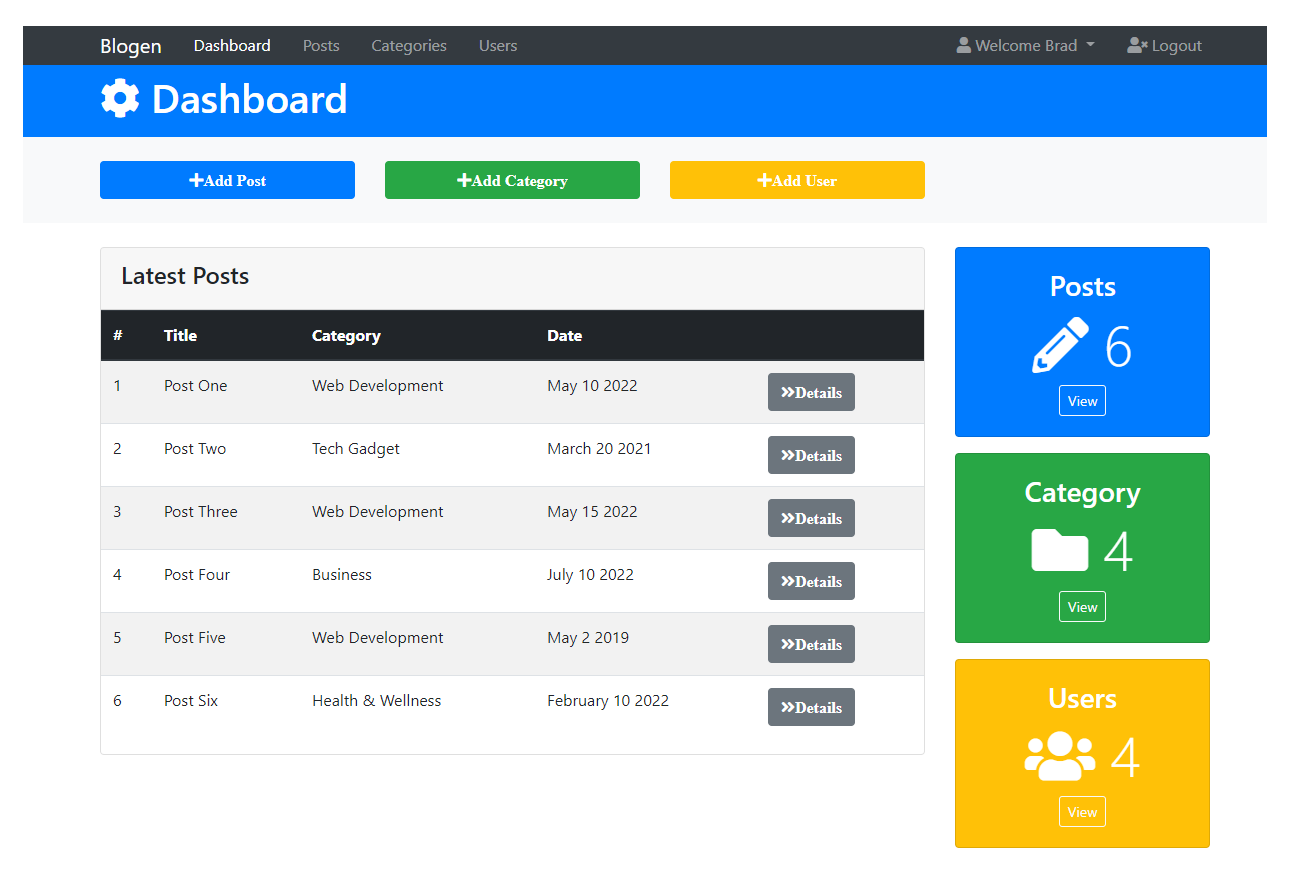 Blogen Dashboard Posts Categories Users Welcome Brad Logout
Dashboard
Add Post Add Category Add User
Latest Posts
# Title Category Date
1 Post One Web Development May 10 2022 Details
2 Post Two Tech Gadget March 20 2021 Details
3 Post Three Web Development May 15 2022 Details
4 Post Four Business July 10 2022 Details
5 Post Five Web Development May 2 2019 Details
6 Post Six Health & Wellness February 10 2022 Details
Posts
6
View
Category
4
View
Users
4
View